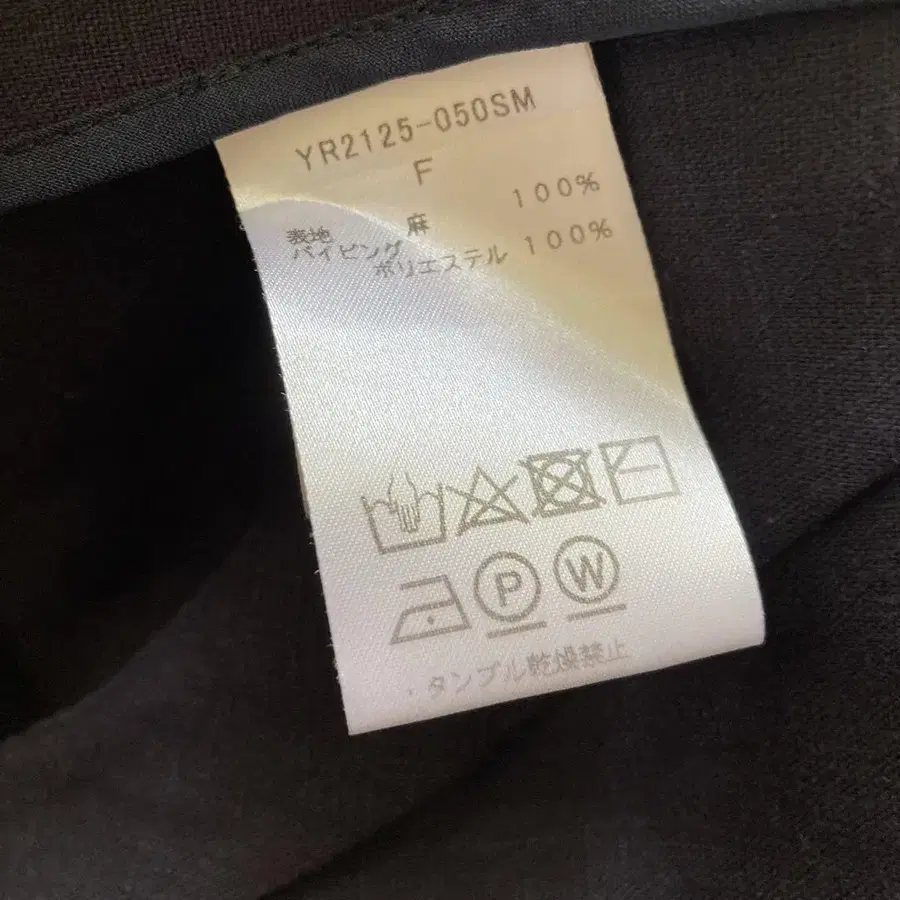 YR2125-050SM
F
表地 麻 100%
パイピング
ポリエステル 100%
P W
・タンブル乾燥禁止